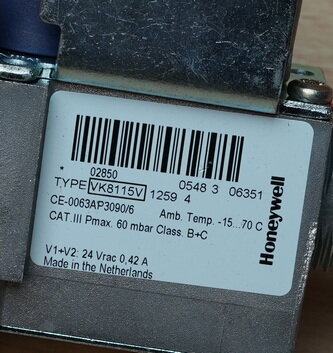 * 02850 0548 3 06351
TYPE VK8115V 1259 4
CE-0063AP3090/6 Amb. Temp. -15...70 C
CAT.III Pmax. 60 mbar Class. B+C
V1+V2: 24 Vrac 0,42 A
Made in the Netherlands
Honeywell